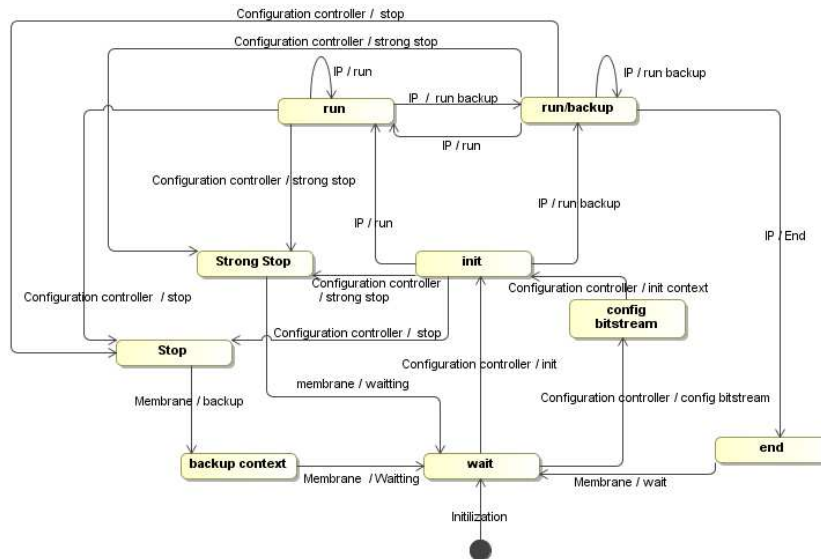 Configuration controller / stop
Configuration controller / strong stop
IP / run
IP / run backup
IP / run backup
run
run/backup
IP / run
Configuration controller / strong stop
IP / run backup
IP / run
IP / End
Strong Stop
init
Configuration controller / strong stop
Configuration controller / init context
Configuration controller / stop
config bitstream
Configuration controller / stop
Stop
Configuration controller / init
membrane / waitting
Membrane / backup
Configuration controller / config bitstream
end
backup context
wait
Membrane / Waitting
Membrane / wait
Initilization